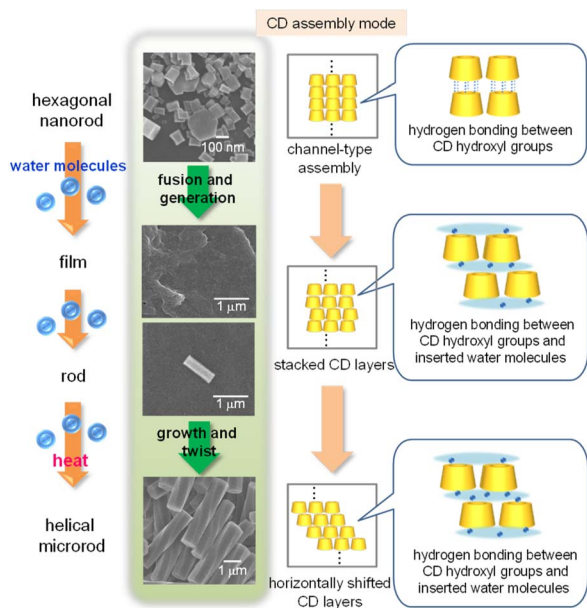 CD assembly mode
hexagonal
nanorod
water molecules
film
rod
heat
helical
microrod
100 nm
fusion and
generation
1 μm
1 μm
growth and
twist
1 μm
channel-type
assembly
stacked CD layers
horizontally shifted
CD layers
hydrogen bonding between
CD hydroxyl groups
hydrogen bonding between
CD hydroxyl groups and
inserted water molecules
hydrogen bonding between
CD hydroxyl groups and
inserted water molecules